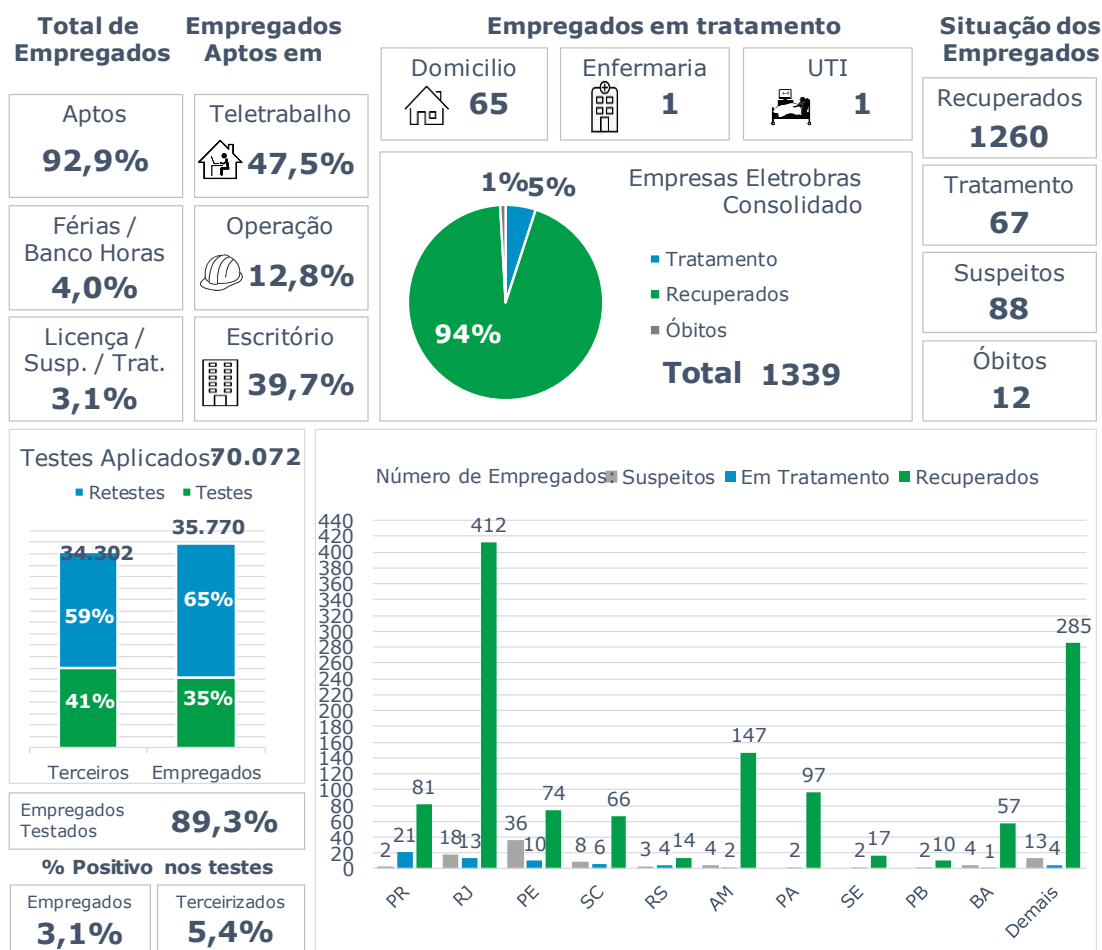 Total de
Empregados
Aptos
92,9%
Férias /
Banco Horas
4,0%
Licença /
Susp. / Trat.
3,1%
Empregados
Aptos em
Teletrabalho
47,5%
Operação
12,8%
Escritório
39,7%
Empregados em tratamento
Domicilio
65
Enfermaria
1
UTI
1
Empresas Eletrobras
Consolidado
1% 5%
94%
Tratamento
Recuperados
Óbitos
Total 1339
Situação dos
Empregados
Recuperados
1260
Tratamento
67
Suspeitos
88
Óbitos
12
Testes Aplicados: 70.072
Retestes Testes
34.302 35.770
59% 65%
41% 35%
Terceiros Empregados
Empregados
Testados
89,3%
% Positivo nos testes
Empregados
3,1%
Terceirizados
5,4%
Número de Empregados: Suspeitos Em Tratamento Recuperados
440
420
400
380
360
340
320
300
280
260
240
220
200
180
160
140
120
100
80
60
40
20
0
2 21 81
18 13 412
36 10 74
8 6 66
3 4 14
4 2 147
2 97
2 17
2 10
4 1 57
13 4 285
PR RJ PE SC RS AM PA SE PB BA Demais